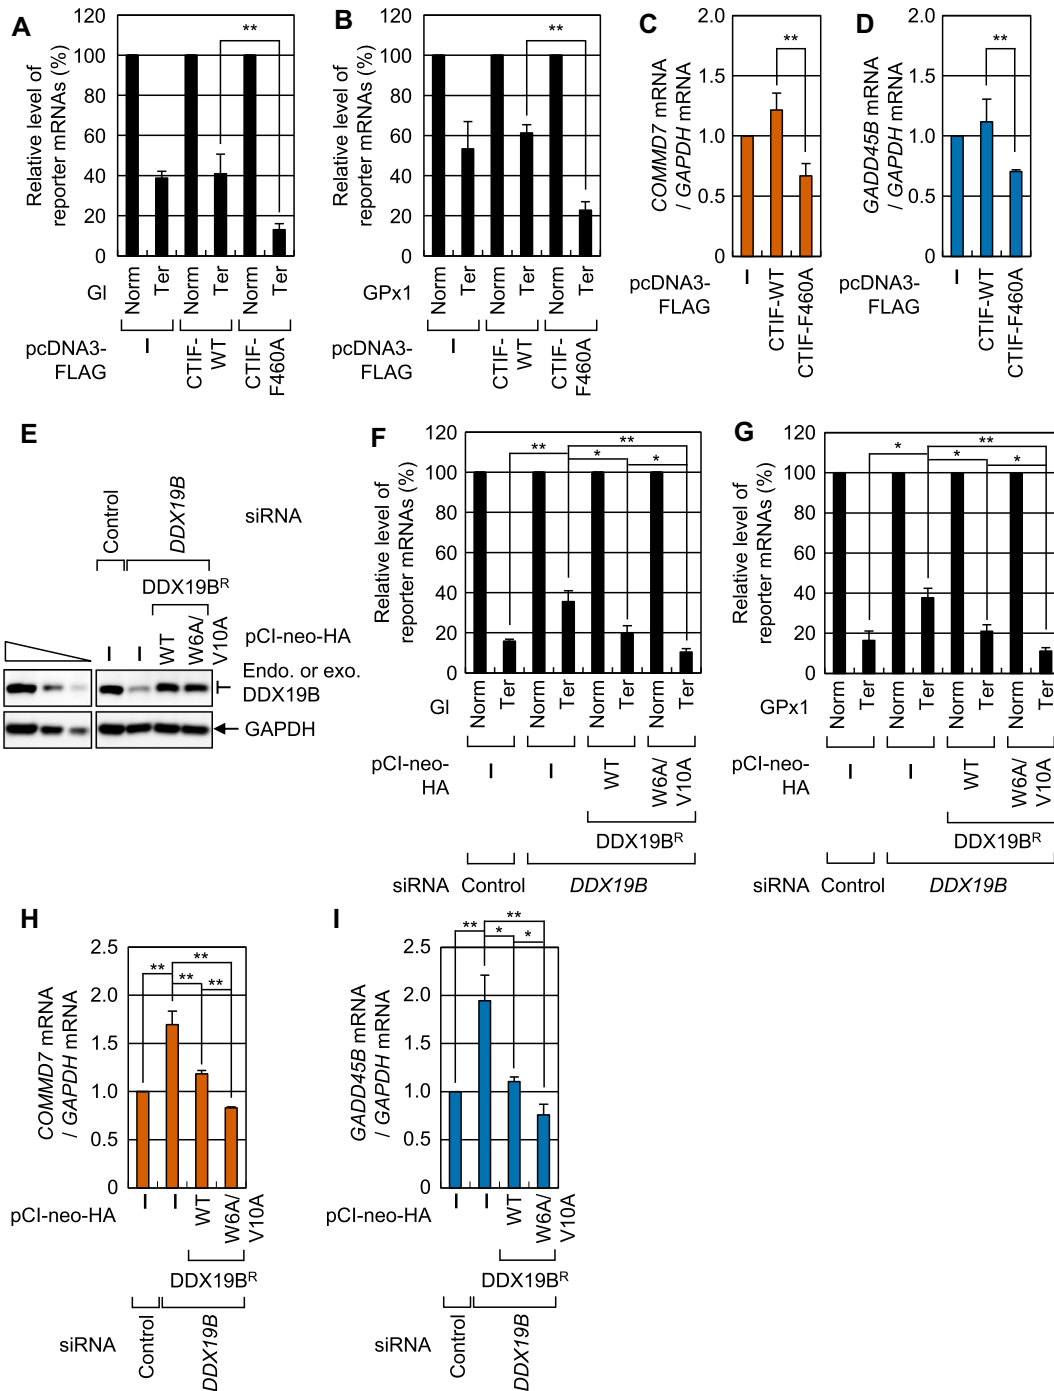 A
Relative level of
reporter mRNAs (%)
120
100
80
60
40
20
0
**
GI
Norm
Ter
Norm
Ter
Norm
Ter
pcDNA3-
FLAG
I
CTIF-
WT
CTIF-
F460A
B
Relative level of
reporter mRNAs (%)
120
100
80
60
40
20
0
**
GPx1
Norm
Ter
Norm
Ter
Norm
Ter
pcDNA3-
FLAG
I
CTIF-
WT
CTIF-
F460A
C
COMMD7 mRNA
/ GAPDH mRNA
2.0
1.5
1.0
0.5
0
**
pcDNA3-
FLAG
I
CTIF-WT
CTIF-F460A
D
GADD45B mRNA
/ GAPDH mRNA
2.0
1.5
1.0
0.5
0
**
pcDNA3-
FLAG
I
CTIF-WT
CTIF-F460A
E
Control
DDX19B
siRNA
DDX19Bᴿ
I
I
WT
W6A/
V10A
pCI-neo-HA
Endo. or exo.
DDX19B
GAPDH
F
Relative level of
reporter mRNAs (%)
120
100
80
60
40
20
0
**
**
*
*
GI
Norm
Ter
Norm
Ter
Norm
Ter
Norm
Ter
pCI-neo-
HA
I
I
WT
W6A/
V10A
DDX19Bᴿ
siRNA
Control
DDX19B
G
Relative level of
reporter mRNAs (%)
120
100
80
60
40
20
0
*
**
*
*
GPx1
Norm
Ter
Norm
Ter
Norm
Ter
Norm
Ter
pCI-neo-
HA
I
I
WT
W6A/
V10A
DDX19Bᴿ
siRNA
Control
DDX19B
H
COMMD7 mRNA
/ GAPDH mRNA
2.5
2.0
1.5
1.0
0.5
0
**
**
**
**
pCI-neo-HA
I
I
WT
W6A/
V10A
DDX19Bᴿ
siRNA
Control
DDX19B
I
GADD45B mRNA
/ GAPDH mRNA
2.5
2.0
1.5
1.0
0.5
0
**
**
*
*
pCI-neo-HA
I
I
WT
W6A/
V10A
DDX19Bᴿ
siRNA
Control
DDX19B